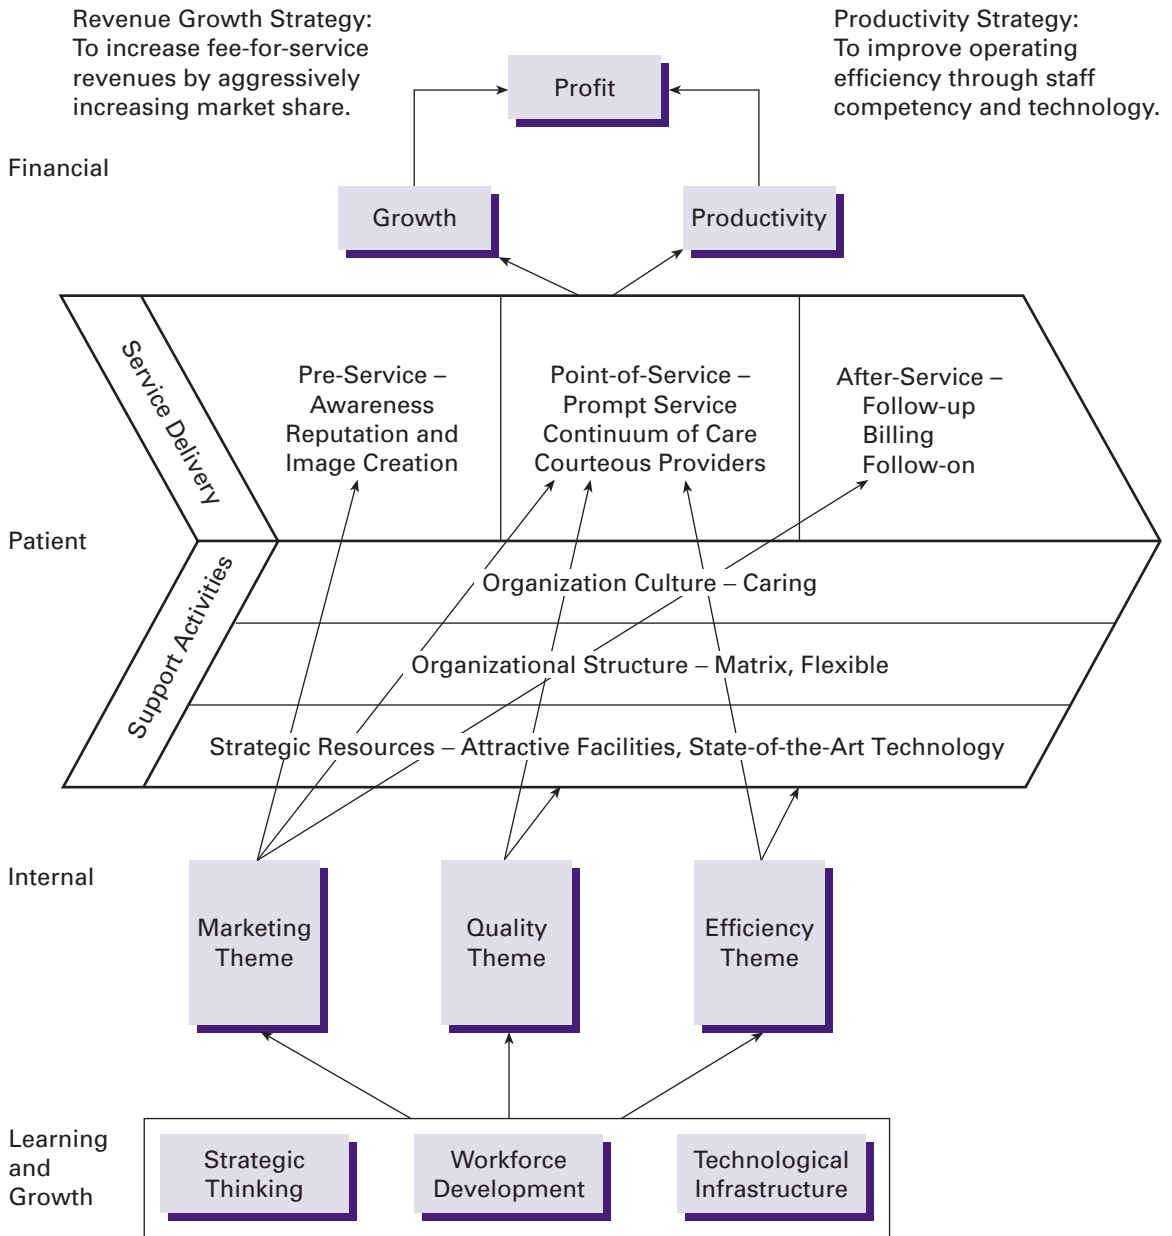 Revenue Growth Strategy:
To increase fee-for-service
revenues by aggressively
increasing market share.
Productivity Strategy:
To improve operating
efficiency through staff
competency and technology.
Profit
Financial
Growth
Productivity
Service Delivery
Pre-Service –
Awareness
Reputation and
Image Creation
Point-of-Service –
Prompt Service
Continuum of Care
Courteous Providers
After-Service –
Follow-up
Billing
Follow-on
Patient
Support Activities
Organization Culture – Caring
Organizational Structure – Matrix, Flexible
Strategic Resources – Attractive Facilities, State-of-the-Art Technology
Internal
Marketing
Theme
Quality
Theme
Efficiency
Theme
Learning
and
Growth
Strategic
Thinking
Workforce
Development
Technological
Infrastructure